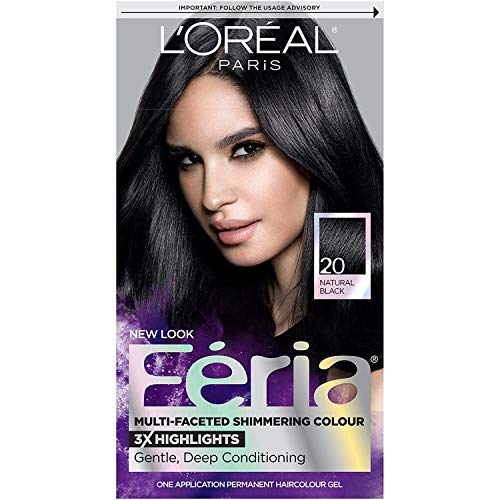 IMPORTANT: FOLLOW THE USAGE ADVISORY
L'ORÉAL
PARIS
20
NATURAL
BLACK
NEW LOOK
Féria®
MULTI-FACETED SHIMMERING COLOUR
3X HIGHLIGHTS
Gentle, Deep Conditioning
ONE APPLICATION PERMANENT HAIRCOLOUR GEL